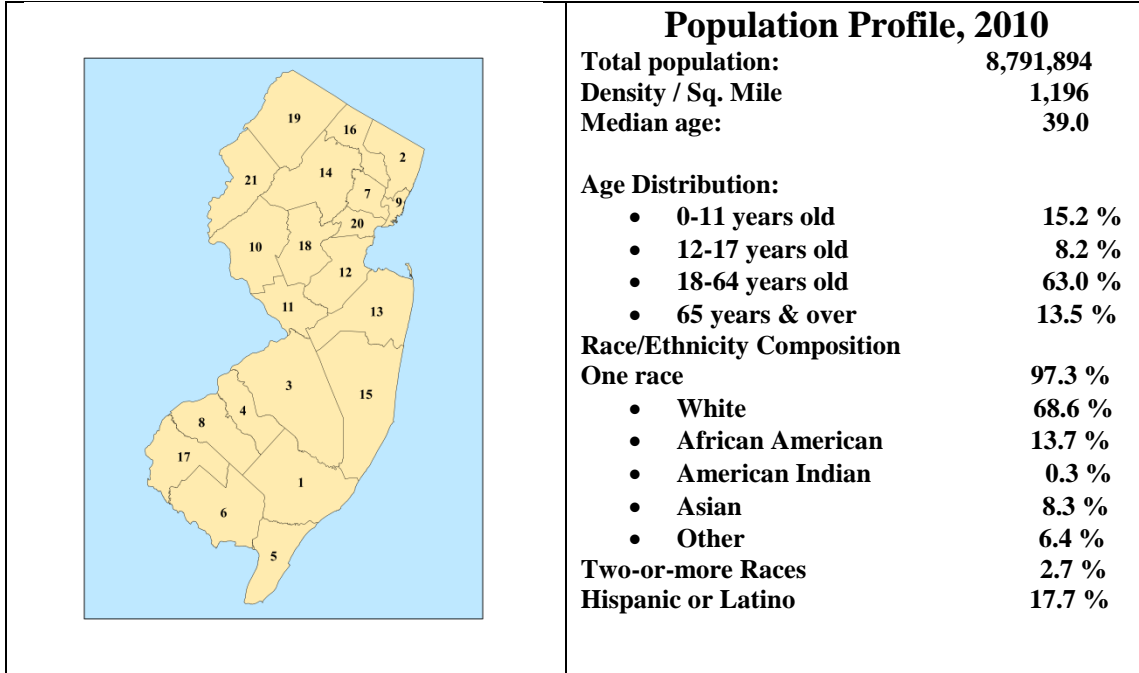 19
16
2
14
21
7
9
20
10
18
12
11
13
3
15
4
8
17
1
6
5
Population Profile, 2010
Total population: 8,791,894
Density / Sq. Mile 1,196
Median age: 39.0
Age Distribution:
• 0-11 years old 15.2 %
• 12-17 years old 8.2 %
• 18-64 years old 63.0 %
• 65 years & over 13.5 %
Race/Ethnicity Composition
One race 97.3 %
• White 68.6 %
• African American 13.7 %
• American Indian 0.3 %
• Asian 8.3 %
• Other 6.4 %
Two-or-more Races 2.7 %
Hispanic or Latino 17.7 %